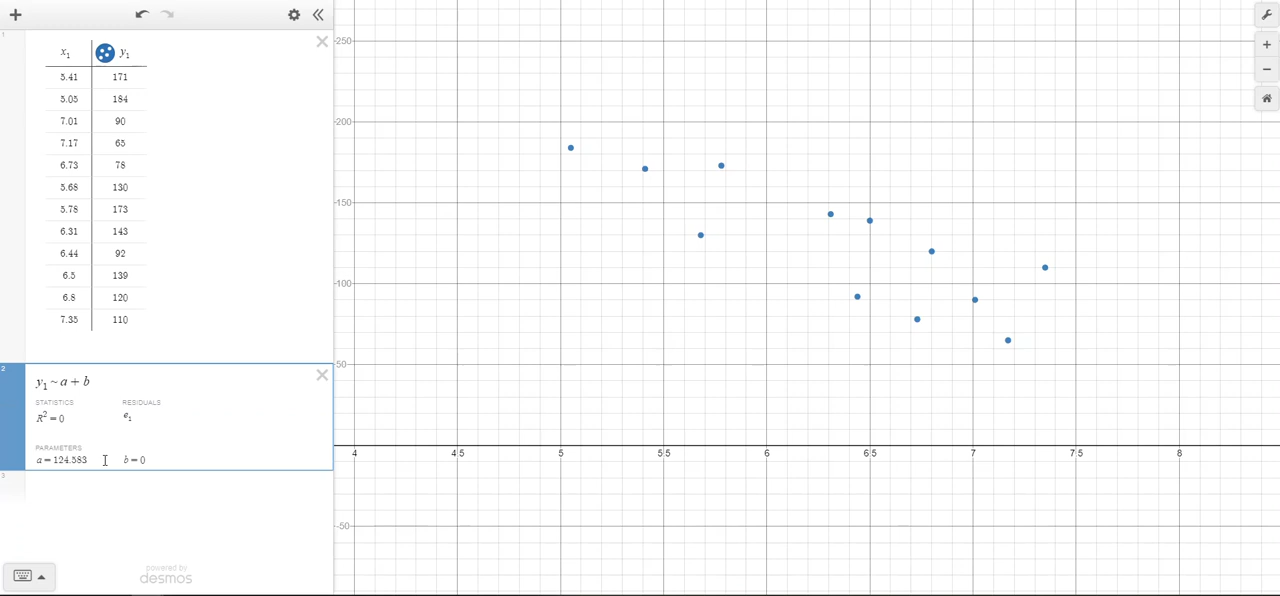 1
x₁ y₁
5.41 171
5.05 184
7.01 90
7.17 65
6.73 78
5.68 130
5.78 173
6.31 143
6.44 92
6.5 139
6.8 120
7.35 110
2
y₁ ~ a + b
STATISTICS RESIDUALS
R² = 0 e₁
PARAMETERS
a = 124.583 b = 0
3
powered by
desmos
250
200
150
100
50
4 4.5 5 5.5 6 6.5 7 7.5 8
-50